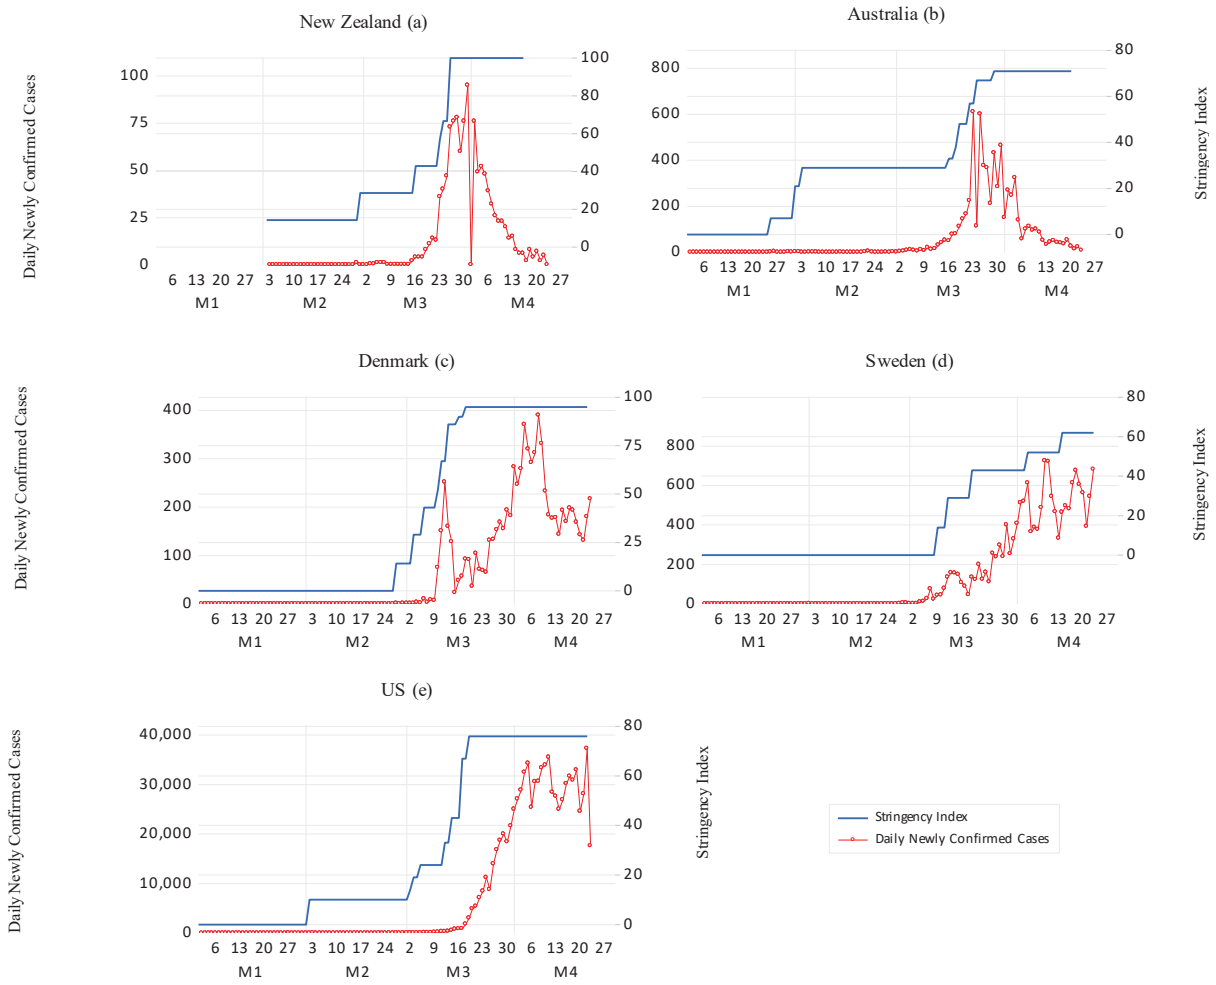 New Zealand (a)
Daily Newly Confirmed Cases
100
75
50
25
0
100
80
60
40
20
0
6 13 20 27 3 10 17 24 2 9 16 23 30 6 13 20 27
M1 M2 M3 M4
Australia (b)
800
600
400
200
0
80
60
40
20
0
Stringency Index
6 13 20 27 3 10 17 24 2 9 16 23 30 6 13 20 27
M1 M2 M3 M4
Denmark (c)
Daily Newly Confirmed Cases
400
300
200
100
0
100
75
50
25
0
6 13 20 27 3 10 17 24 2 9 16 23 30 6 13 20 27
M1 M2 M3 M4
Sweden (d)
800
600
400
200
0
80
60
40
20
0
Stringency Index
6 13 20 27 3 10 17 24 2 9 16 23 30 6 13 20 27
M1 M2 M3 M4
US (e)
Daily Newly Confirmed Cases
40,000
30,000
20,000
10,000
0
80
60
40
20
0
Stringency Index
6 13 20 27 3 10 17 24 2 9 16 23 30 6 13 20 27
M1 M2 M3 M4
Stringency Index
Daily Newly Confirmed Cases